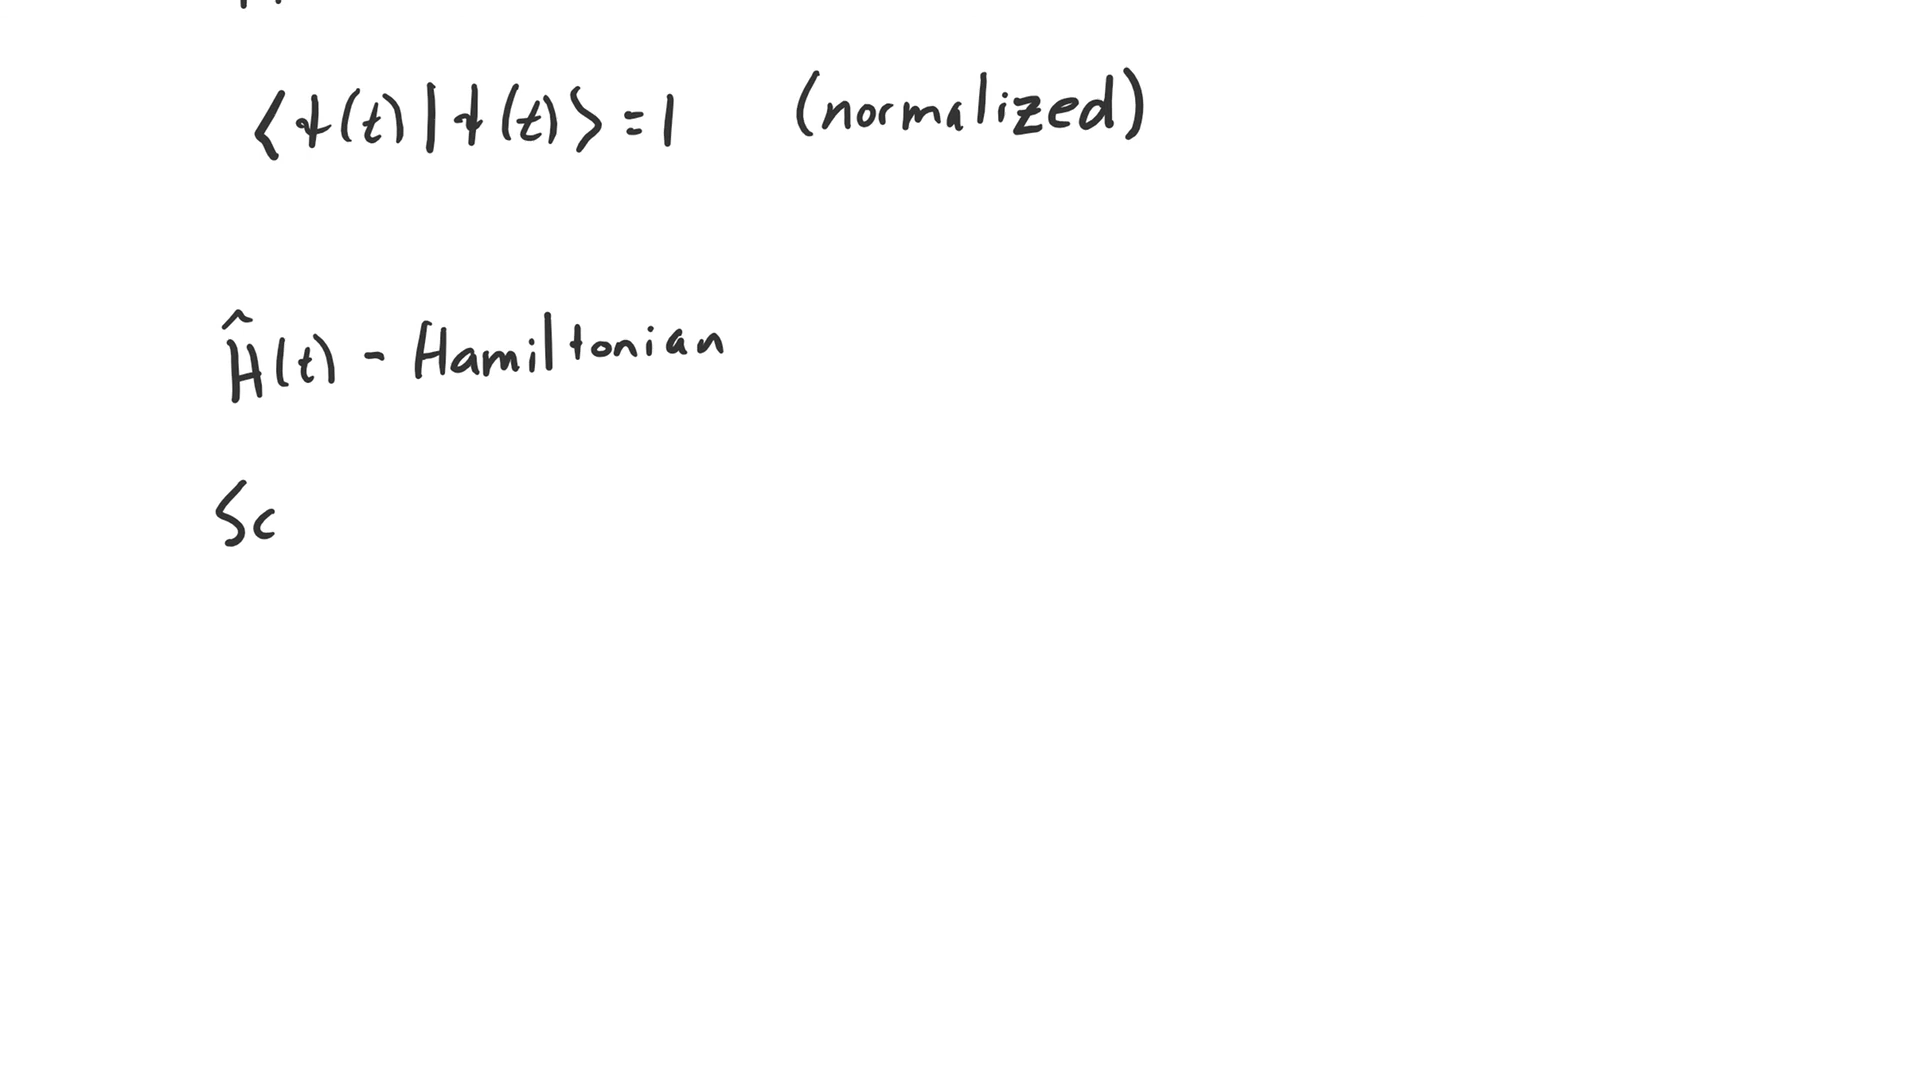 ⟨ψ(t)|ψ(t)⟩=1 (normalized)
Ĥ(t) - Hamiltonian
Sc